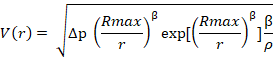 V(r) = √(Δp (Rmax/r)^β exp[(Rmax/r)^β] β/ρ)